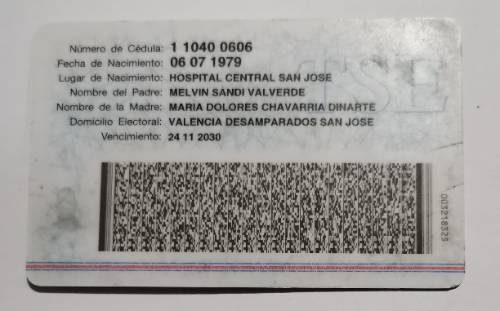 TSE
Número de Cédula: 1 1040 0606
Fecha de Nacimiento: 06 07 1979
Lugar de Nacimiento: HOSPITAL CENTRAL SAN JOSE
Nombre del Padre: MELVIN SANDI VALVERDE
Nombre de la Madre: MARIA DOLORES CHAVARRIA DINARTE
Domicilio Electoral: VALENCIA DESAMPARADOS SAN JOSE
Vencimiento: 24 11 2030
003218325